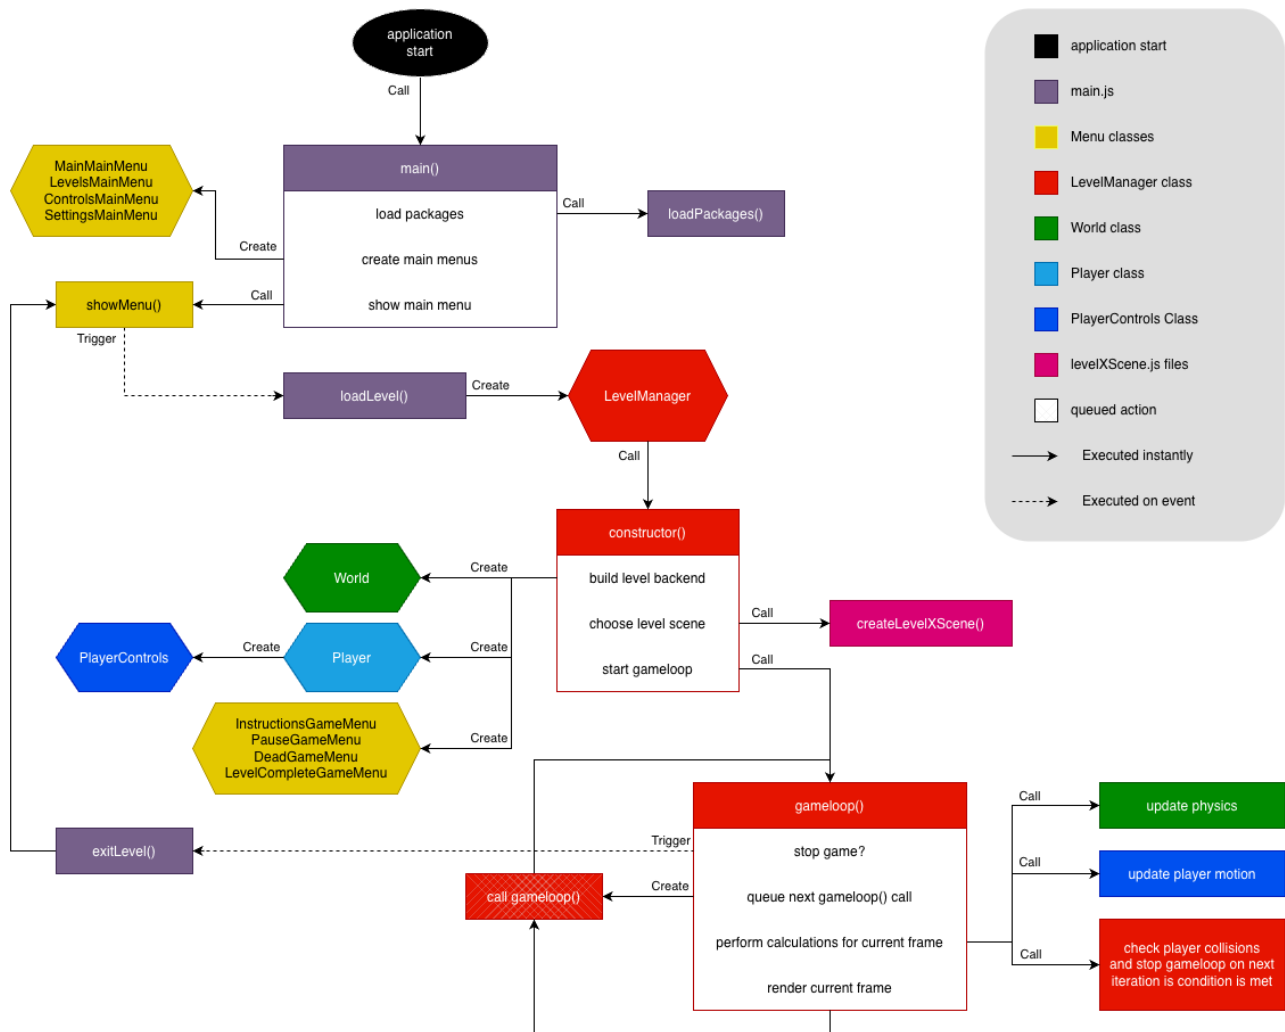 application
start
application start
Call
main.js
MainMainMenu
LevelsMainMenu
ControlsMainMenu
SettingsMainMenu
main()
Menu classes
load packages
Call
loadPackages()
LevelManager class
Create
create main menus
World class
showMenu()
Call
show main menu
Player class
Trigger
PlayerControls Class
loadLevel()
Create
LevelManager
levelXScene.js files
queued action
Call
Executed instantly
Executed on event
constructor()
World
Create
build level backend
choose level scene
Call
createLevelXScene()
PlayerControls
Create
Player
Create
start gameloop
Call
InstructionsGameMenu
PauseGameMenu
DeadGameMenu
LevelCompleteGameMenu
Create
gameloop()
Call
update physics
exitLevel()
Trigger
stop game?
Call
update player motion
call gameloop()
Create
queue next gameloop() call
perform calculations for current frame
Call
check player collisions
and stop gameloop on next
iteration is condition is met
render current frame